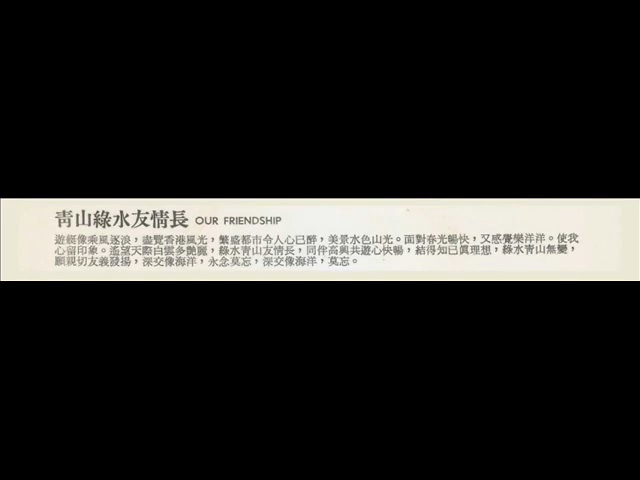 青山綠水友情長 OUR FRIENDSHIP
遊艇像乘風逐浪，盡覽香港風光，繁盛都市令人心已醉，美景水色山光。面對春光暢快，又感覺樂洋洋。使我
心留印象。遙望天際白雲多艷麗，綠水青山友情長，同伴高興共遊心快暢，結得知已眞理想，綠水靑山無變，
願親切友義發揚，深交像海洋，永念莫忘，深交像海洋，莫忘。